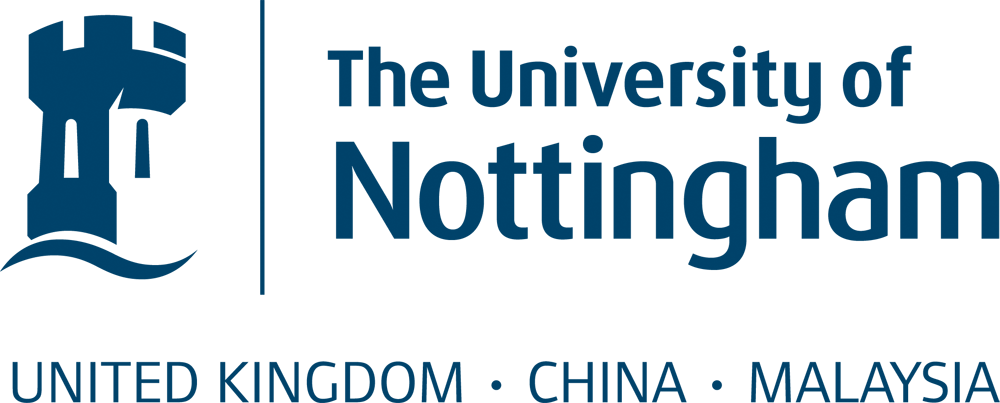 The University of
Nottingham
UNITED KINGDOM · CHINA · MALAYSIA